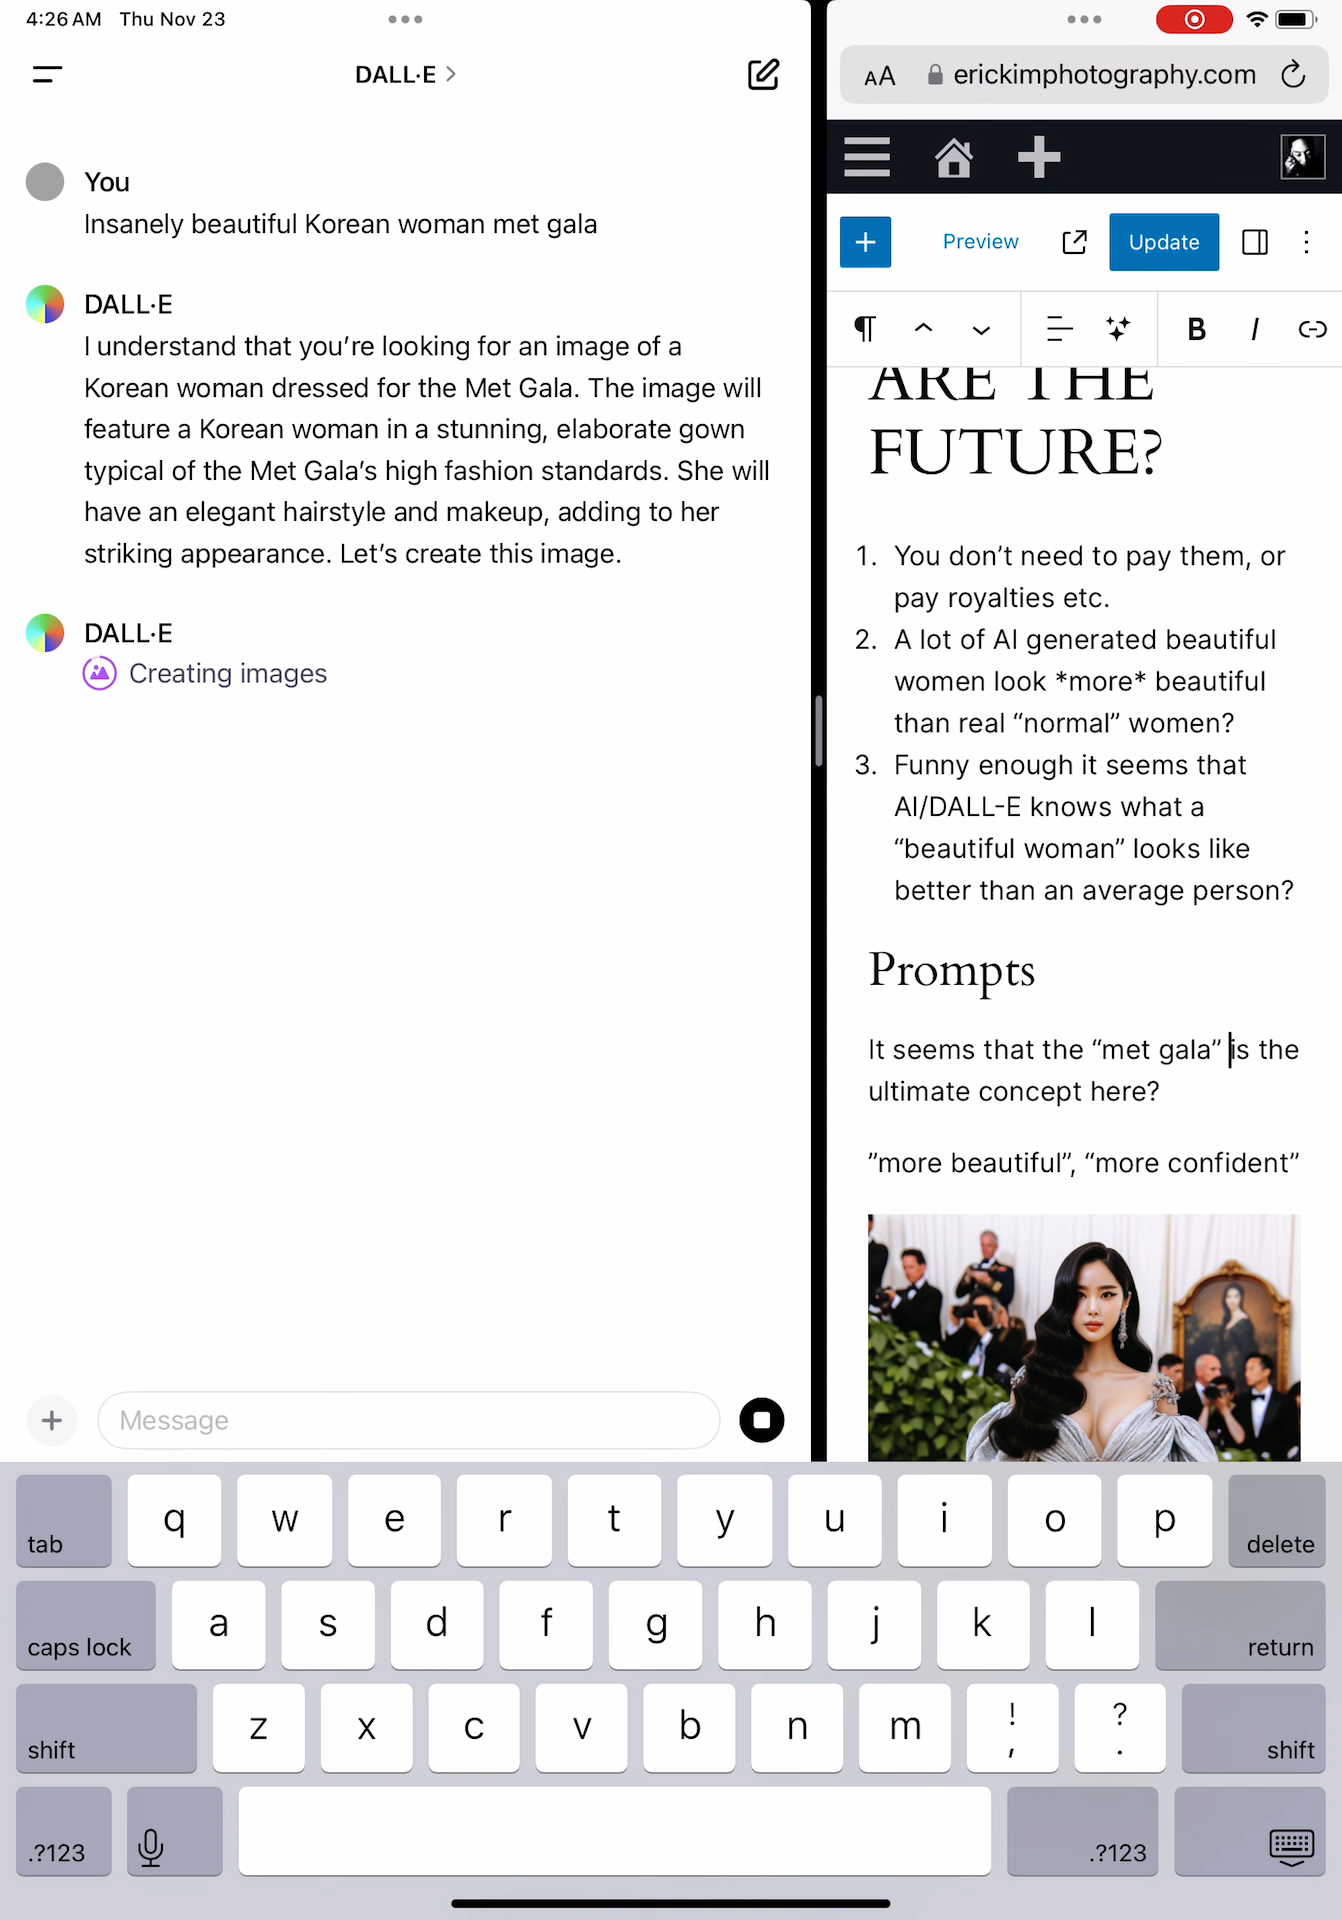 4:26 AM Thu Nov 23
DALL·E
You
Insanely beautiful Korean woman met gala
DALL·E
I understand that you’re looking for an image of a
Korean woman dressed for the Met Gala. The image will
feature a Korean woman in a stunning, elaborate gown
typical of the Met Gala’s high fashion standards. She will
have an elegant hairstyle and makeup, adding to her
striking appearance. Let’s create this image.
DALL·E
Creating images
Message
AA erickimphotography.com
Preview
Update
B I
ARE THE
FUTURE?
1. You don’t need to pay them, or
pay royalties etc.
2. A lot of AI generated beautiful
women look *more* beautiful
than real “normal” women?
3. Funny enough it seems that
AI/DALL-E knows what a
“beautiful woman” looks like
better than an average person?
Prompts
It seems that the “met gala” is the
ultimate concept here?
”more beautiful”, “more confident”
tab q w e r t y u i o p delete
caps lock a s d f g h j k l return
shift z x c v b n m ! , ? . shift
.?123 .?123